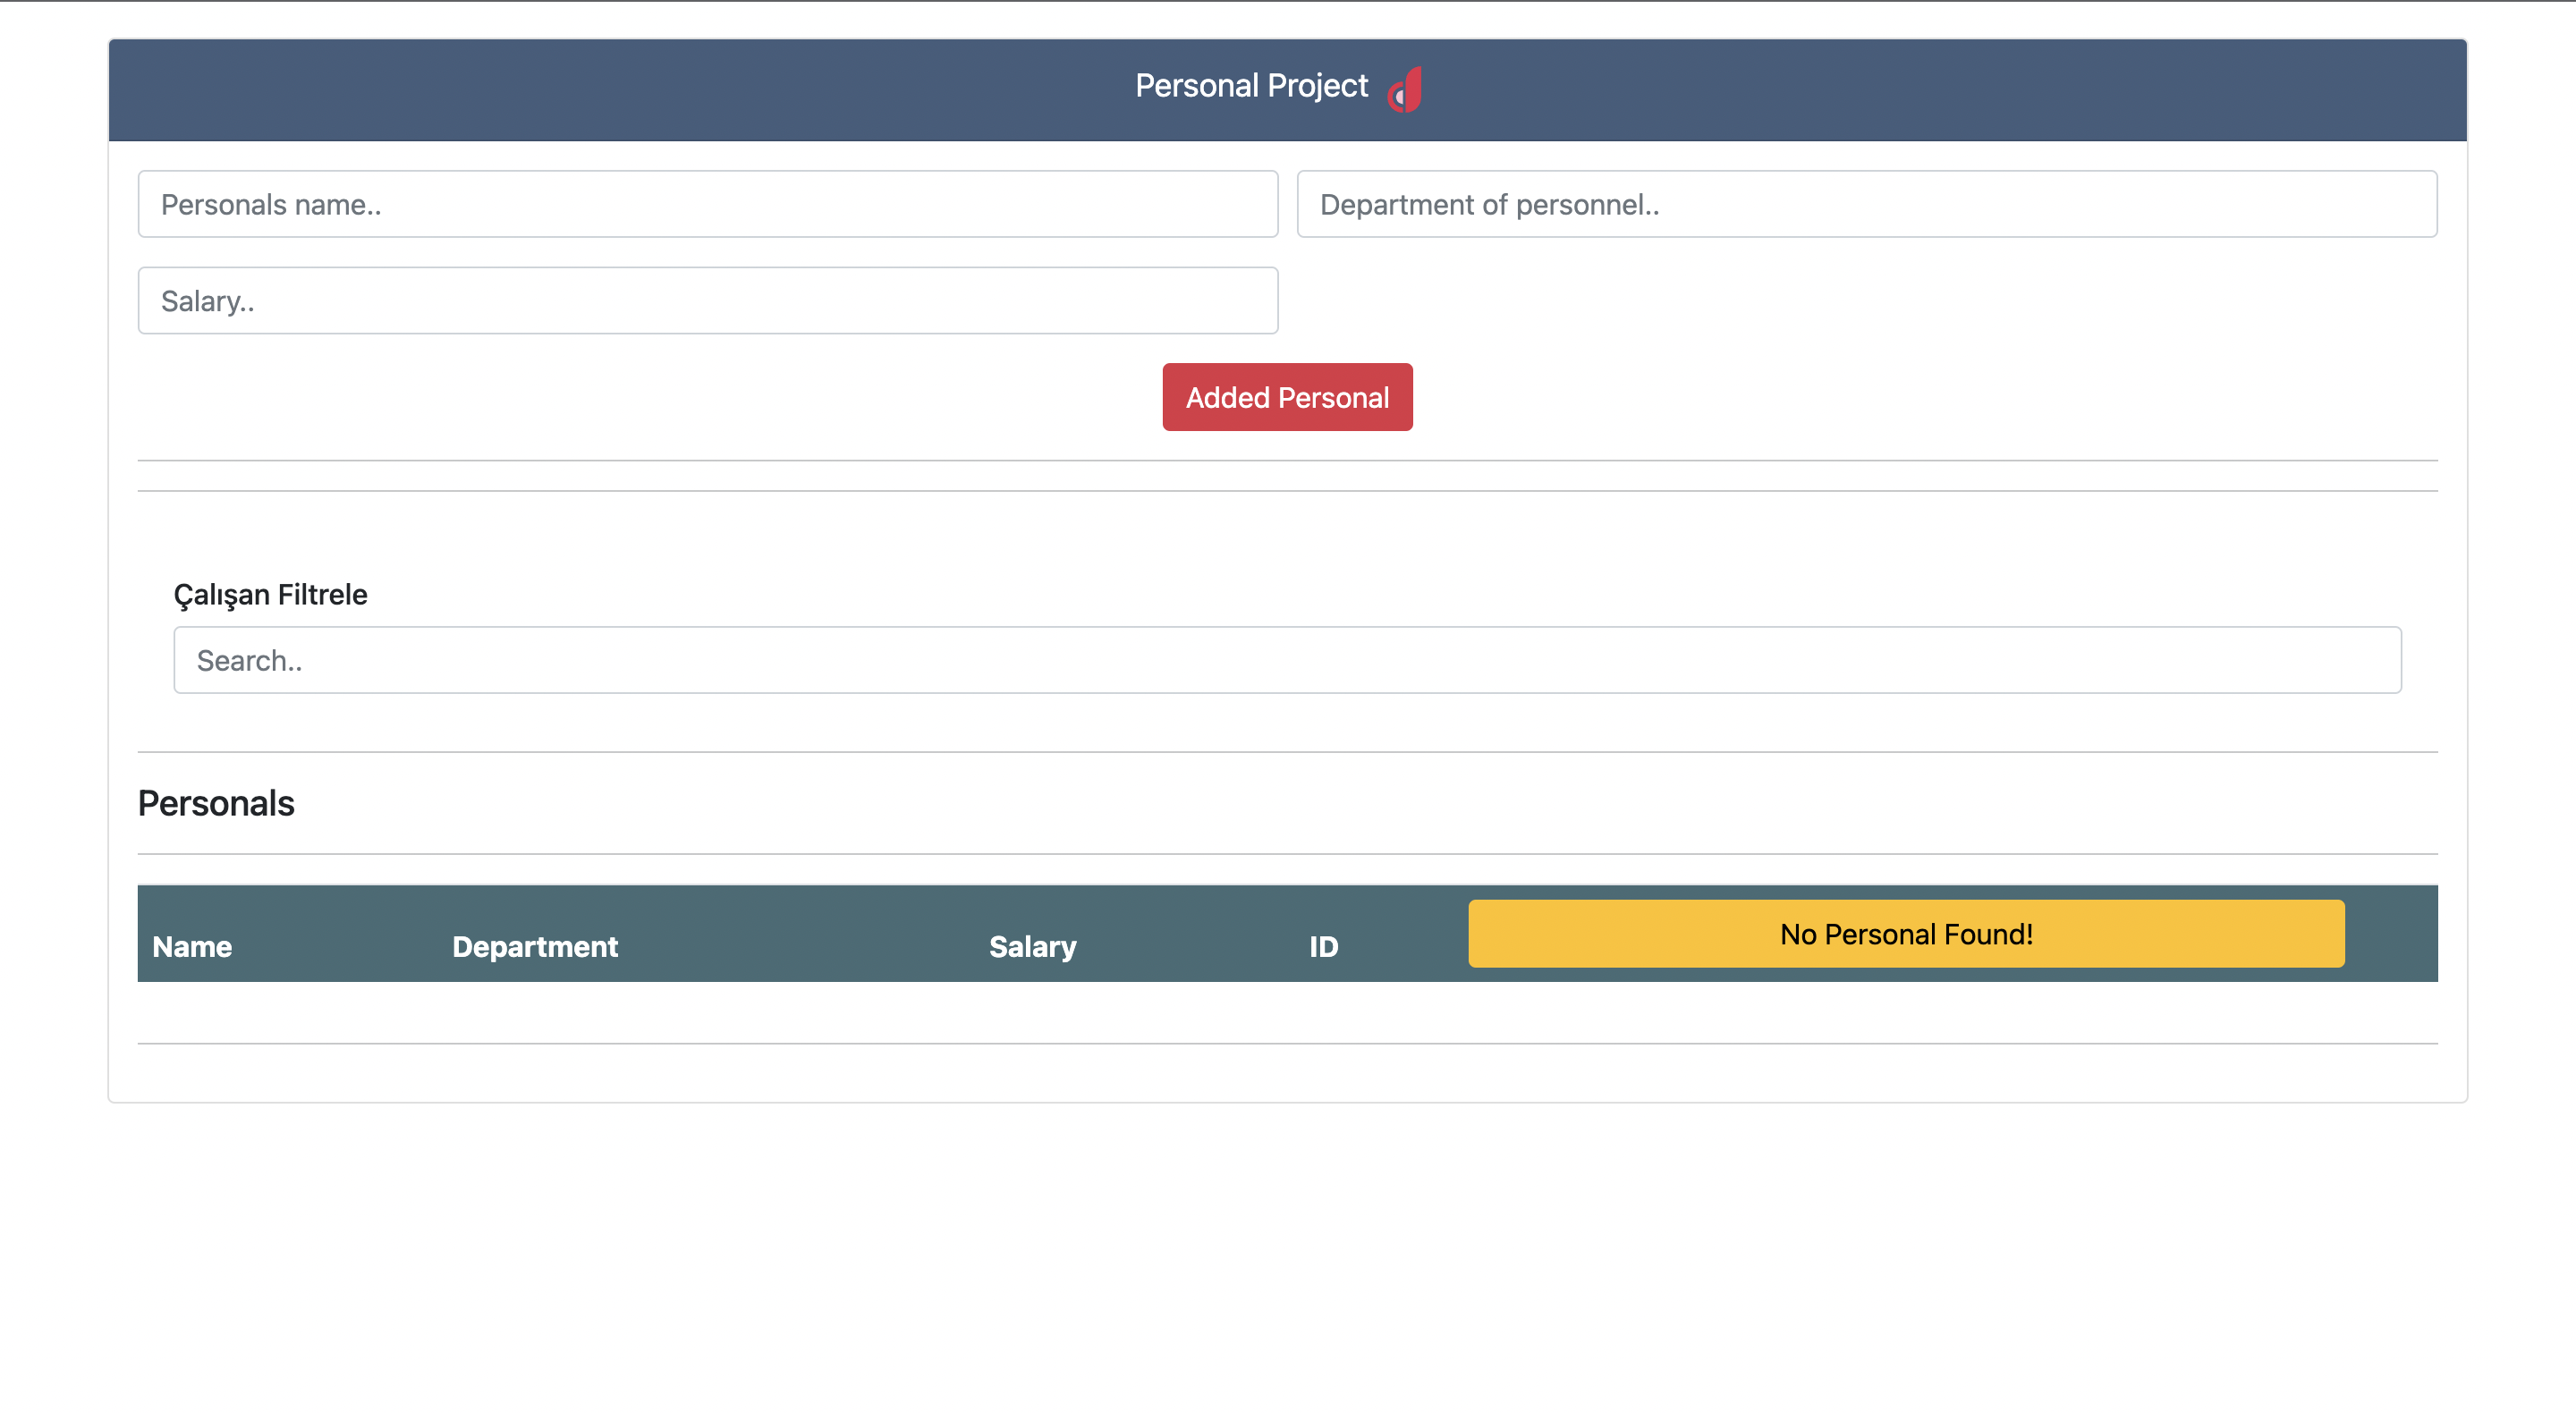 Personal Project
Personals name.. Department of personnel..
Salary..
Added Personal
Çalışan Filtrele
Search..
Personals
Name Department Salary ID No Personal Found!